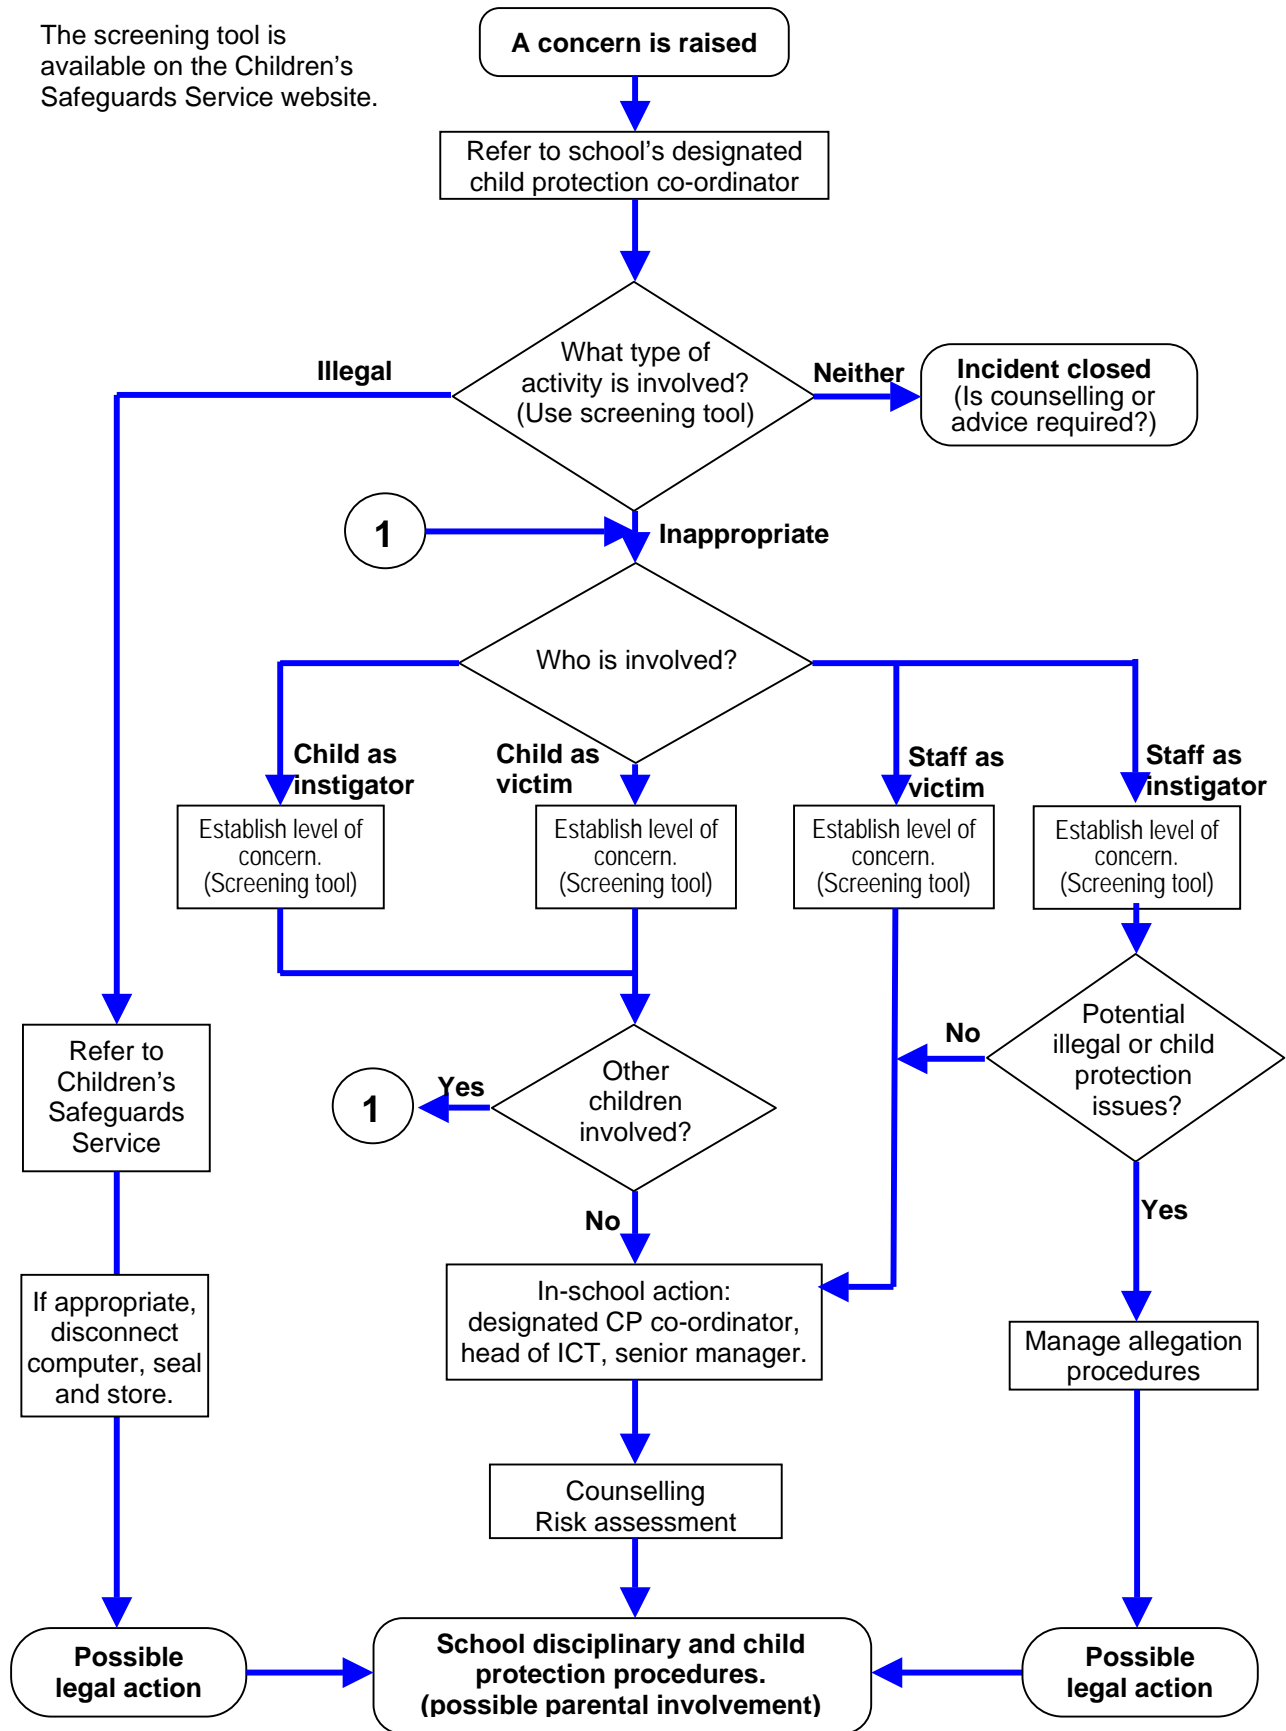 The screening tool is
available on the Children's
Safeguards Service website.
A concern is raised
Refer to school's designated
child protection co-ordinator
What type of
activity is involved?
(Use screening tool)
Illegal
Neither
Incident closed
(Is counselling or
advice required?)
1
Inappropriate
Who is involved?
Child as
instigator
Child as
victim
Staff as
victim
Staff as
instigator
Establish level of
concern.
(Screening tool)
Establish level of
concern.
(Screening tool)
Establish level of
concern.
(Screening tool)
Establish level of
concern.
(Screening tool)
Refer to
Children's
Safeguards
Service
1
Yes
Other
children
involved?
No
Potential
illegal or child
protection
issues?
No
Yes
If appropriate,
disconnect
computer, seal
and store.
In-school action:
designated CP co-ordinator,
head of ICT, senior manager.
Manage allegation
procedures
Counselling
Risk assessment
Possible
legal action
School disciplinary and child
protection procedures.
(possible parental involvement)
Possible
legal action